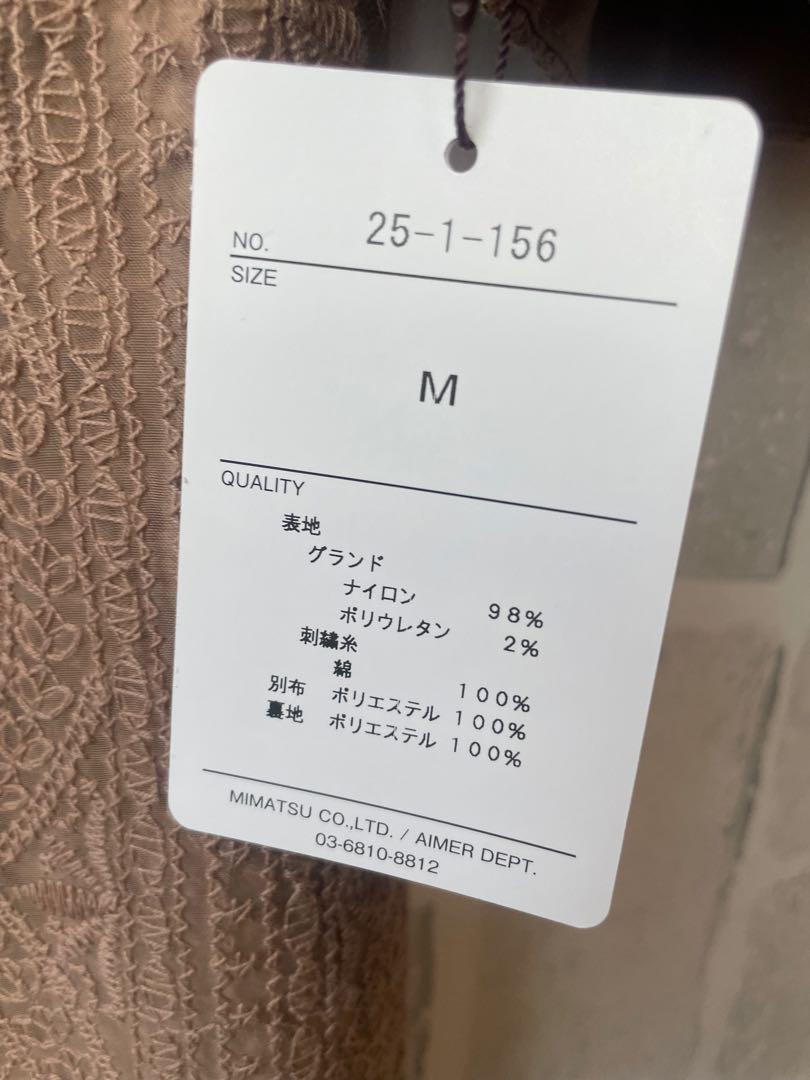 NO. 25-1-156
SIZE
M
QUALITY
表地
グランド
ナイロン 98%
ポリウレタン 2%
刺繍糸
綿 100%
別布 ポリエステル 100%
裏地 ポリエステル 100%
MIMATSU CO.,LTD. / AIMER DEPT.
03-6810-8812